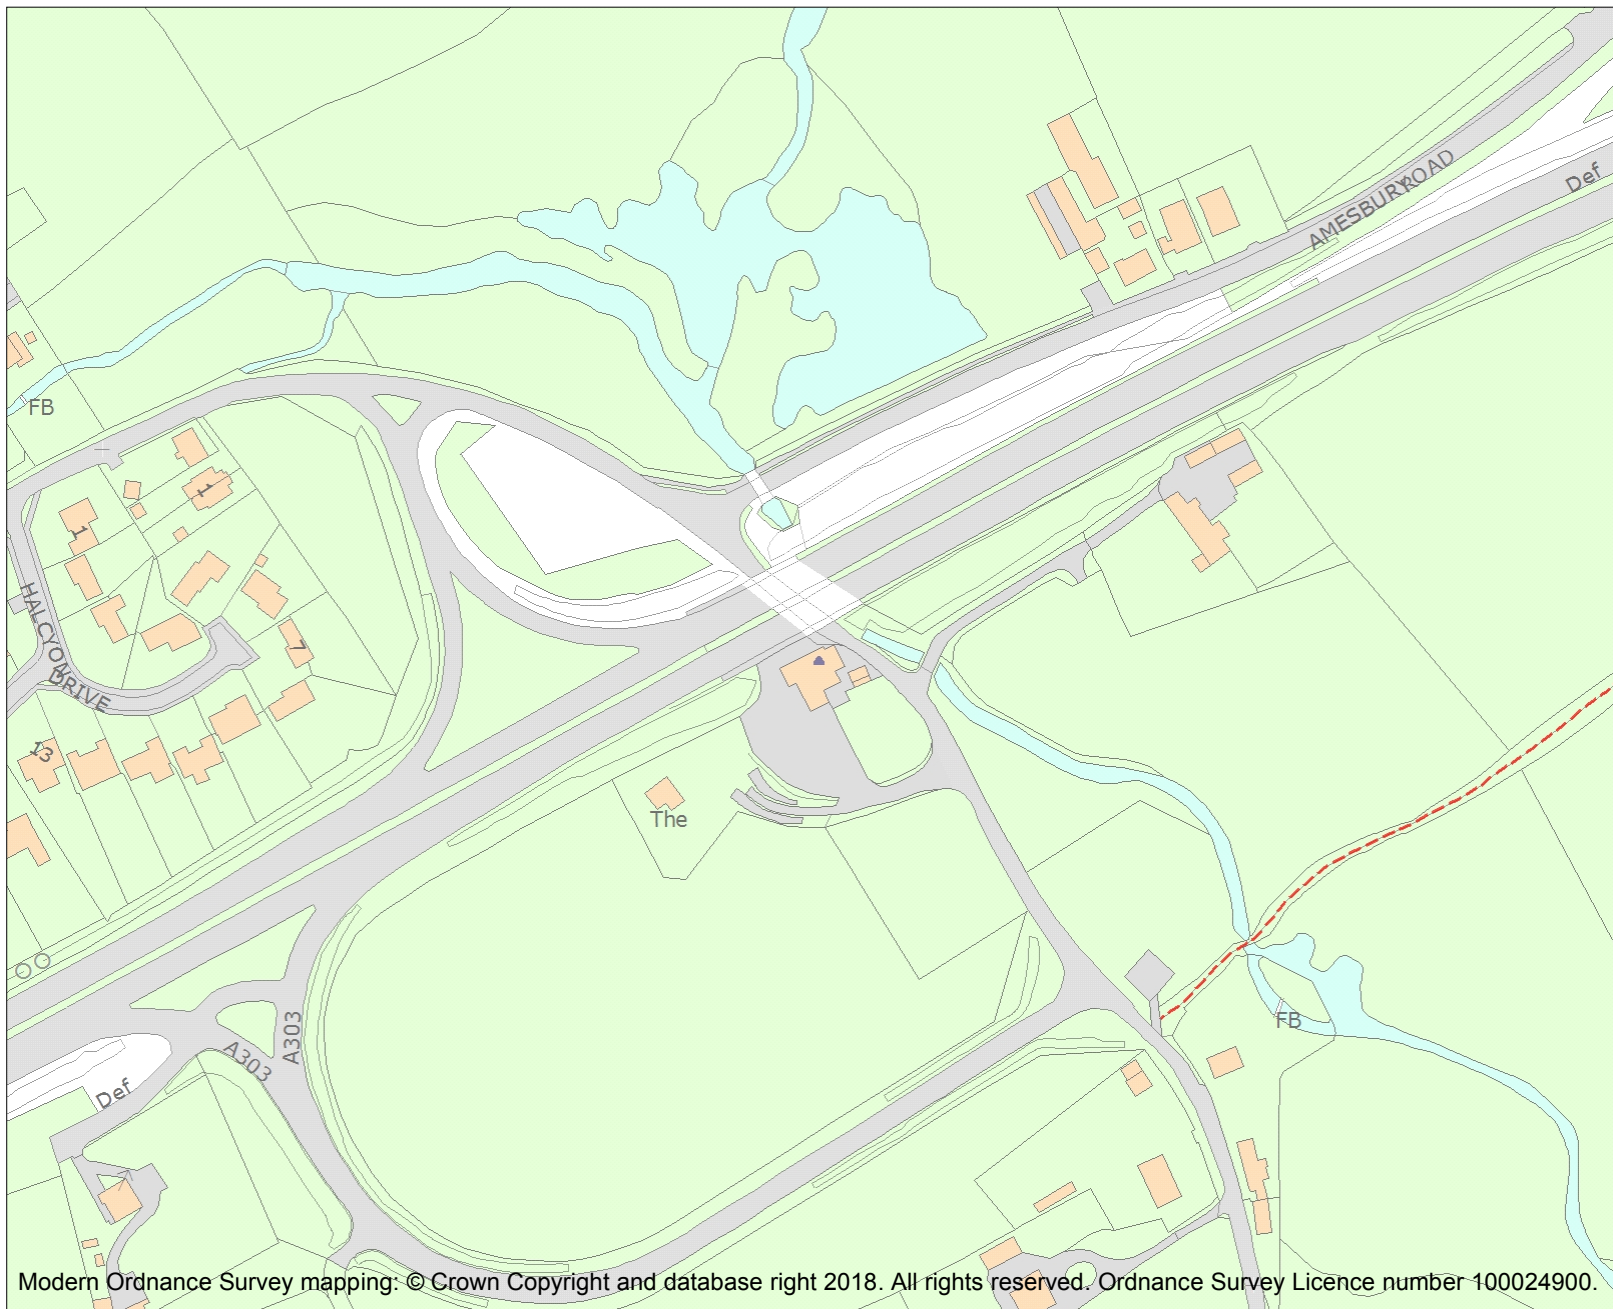 AMESBURY ROAD
Def
FB
1
1
HALCYON
DRIVE
7
13
The
A303
A303
FB
Def
Modern Ordnance Survey mapping: © Crown Copyright and database right 2018. All rights reserved. Ordnance Survey Licence number 100024900.